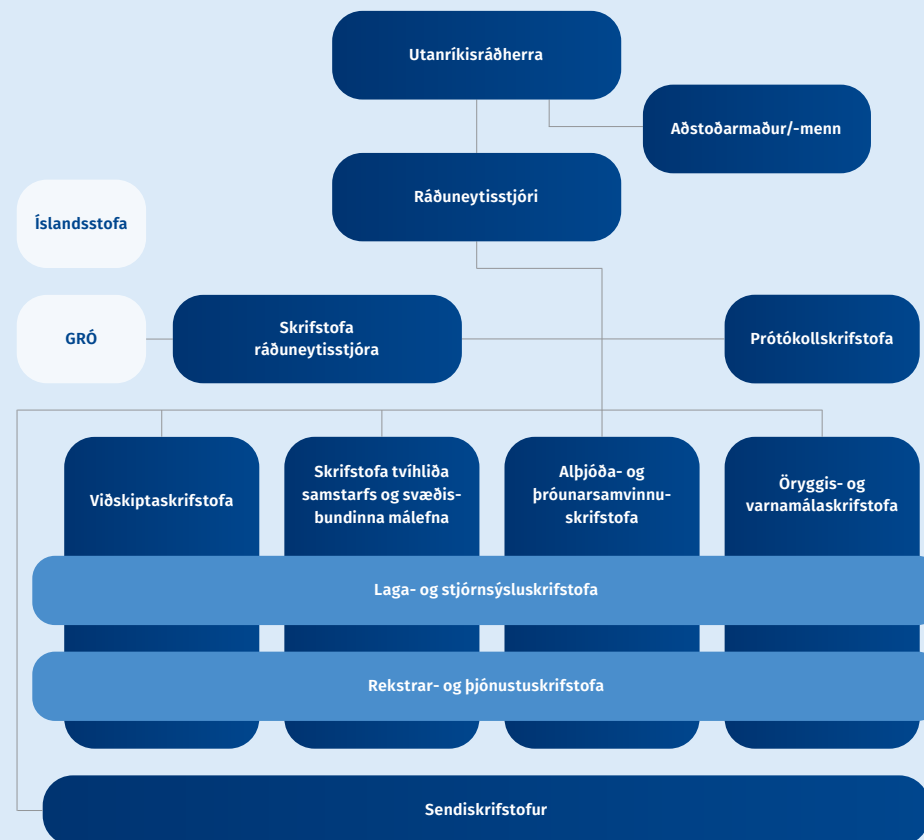 Utanríkisráðherra
Aðstoðarmaður/-menn
Ráðuneytisstjóri
Íslandsstofa
GRÓ
Skrifstofa
ráðuneytisstjóra
Prótókollskrifstofa
Viðskiptaskrifstofa
Skrifstofa tvíhliða
samstarfs og svæðis-
bundinna málefna
Alþjóða- og
þróunarsamvinnu-
skrifstofa
Öryggis- og
varnamálaskrifstofa
Laga- og stjórnsýsluskrifstofa
Rekstrar- og þjónustuskrifstofa
Sendiskrifstofur